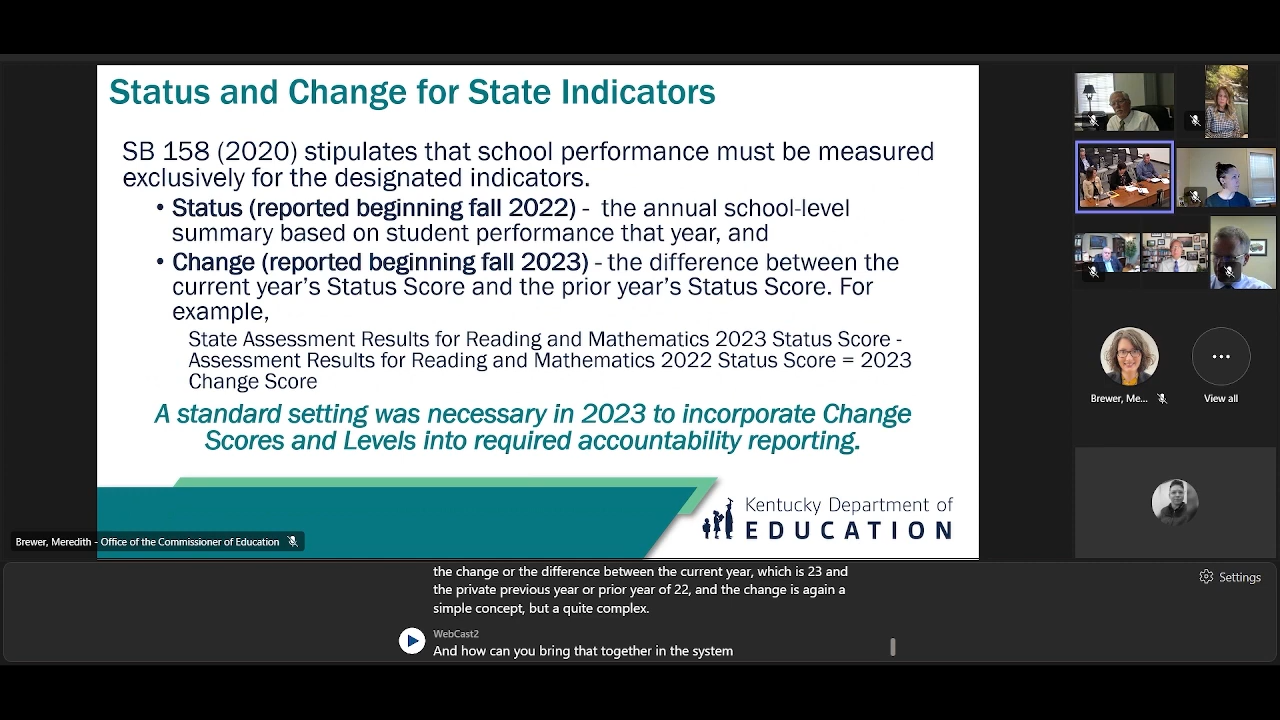 Status and Change for State Indicators
SB 158 (2020) stipulates that school performance must be measured
exclusively for the designated indicators.
• Status (reported beginning fall 2022) - the annual school-level
summary based on student performance that year, and
• Change (reported beginning fall 2023) - the difference between the
current year's Status Score and the prior year's Status Score. For
example,
State Assessment Results for Reading and Mathematics 2023 Status Score -
Assessment Results for Reading and Mathematics 2022 Status Score = 2023
Change Score
A standard setting was necessary in 2023 to incorporate Change
Scores and Levels into required accountability reporting.
Kentucky Department of
EDUCATION
Brewer, Meredith - Office of the Commissioner of Education
Brewer, Me...
View all
Settings
the change or the difference between the current year, which is 23 and
the private previous year or prior year of 22, and the change is again a
simple concept, but a quite complex.
WebCast2
And how can you bring that together in the system